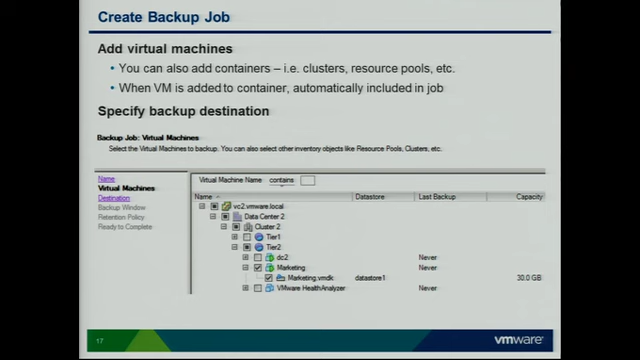 Create Backup Job
Add virtual machines
• You can also add containers – i.e. clusters, resource pools, etc.
• When VM is added to container, automatically included in job
Specify backup destination
Backup Job: Virtual Machines
Select the Virtual Machines to backup. You can also select other inventory objects like Resource Pools, Clusters, etc.
Name
Virtual Machines
Destination
Backup Window
Retention Policy
Ready to Complete
Virtual Machine Name contains
Name Datastore Last Backup Capacity
vc2.vmware.local
Data Center 2
Cluster 2
Tier1
Tier2
dc2 Never
Marketing Never
Marketing.vmdk datastore1 30.0 GB
VMware HealthAnalyzer Never
17
vmware